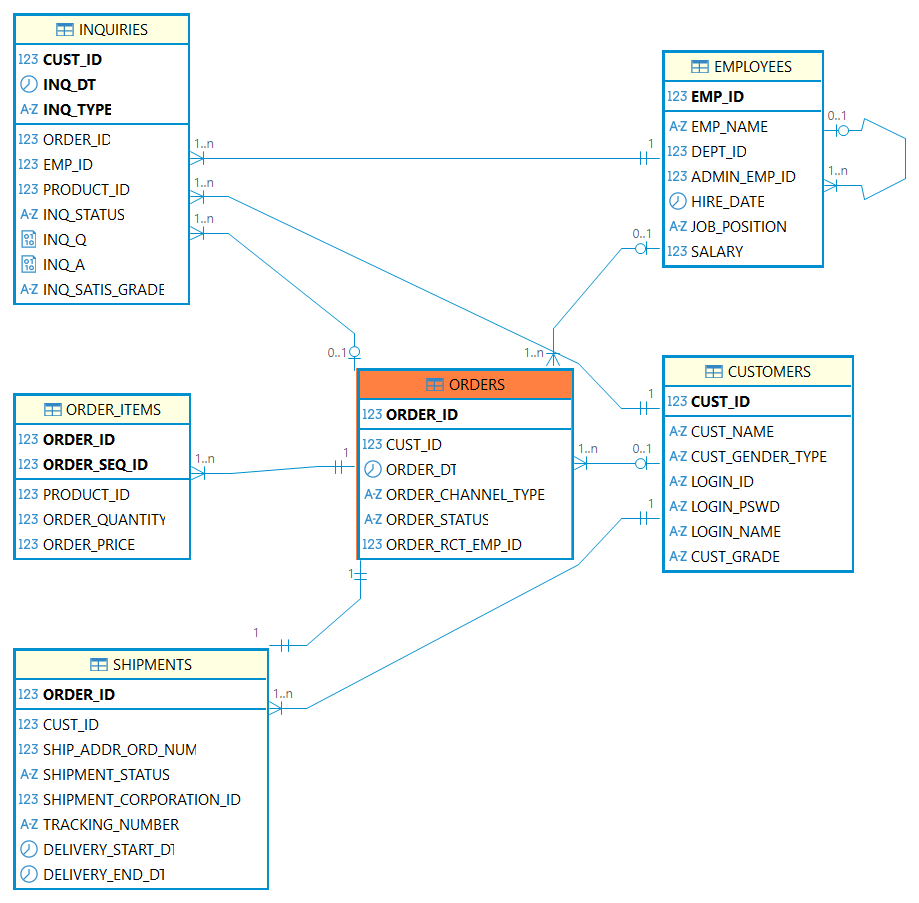 INQUIRIES
123 CUST_ID
INQ_DT
A-Z INQ_TYPE
123 ORDER_ID
123 EMP_ID
123 PRODUCT_ID
A-Z INQ_STATUS
INQ_Q
INQ_A
A-Z INQ_SATIS_GRADE
1..n
1..n
1..n
1
0..1
EMPLOYEES
123 EMP_ID
A-Z EMP_NAME
123 DEPT_ID
123 ADMIN_EMP_ID
HIRE_DATE
A-Z JOB_POSITION
123 SALARY
0..1
1..n
0..1
1..n
ORDERS
123 ORDER_ID
123 CUST_ID
ORDER_DT
A-Z ORDER_CHANNEL_TYPE
A-Z ORDER_STATUS
123 ORDER_RCT_EMP_ID
1..n
0..1
1
1
CUSTOMERS
123 CUST_ID
A-Z CUST_NAME
A-Z CUST_GENDER_TYPE
A-Z LOGIN_ID
A-Z LOGIN_PSWD
A-Z LOGIN_NAME
A-Z CUST_GRADE
ORDER_ITEMS
123 ORDER_ID
123 ORDER_SEQ_ID
123 PRODUCT_ID
123 ORDER_QUANTITY
123 ORDER_PRICE
1..n
1
1
1
SHIPMENTS
123 ORDER_ID
123 CUST_ID
123 SHIP_ADDR_ORD_NUM
A-Z SHIPMENT_STATUS
123 SHIPMENT_CORPORATION_ID
A-Z TRACKING_NUMBER
DELIVERY_START_DT
DELIVERY_END_DT
1..n